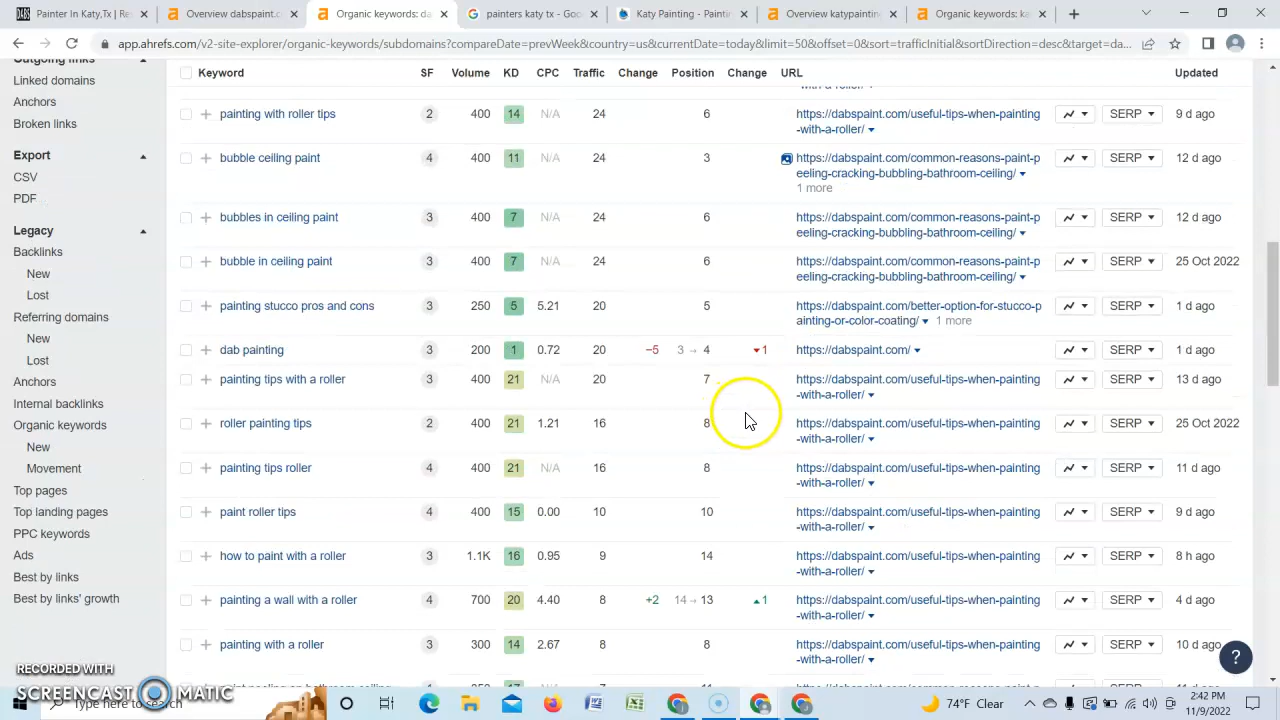 Painter In Katy,Tx | Res
Overview dabspaint.c
Organic keywords: da
painters katy tx - Goo
Katy Painting - Painting
Overview katypaintin
Organic keywords: ka
app.ahrefs.com/v2-site-explorer/organic-keywords/subdomains?compareDate=prevWeek&country=us&currentDate=today&limit=50&offset=0&sort=trafficInitial&sortDirection=desc&target=da...
Outgoing links
Linked domains
Anchors
Broken links
Export
CSV
PDF
Legacy
Backlinks
New
Lost
Referring domains
New
Lost
Anchors
Internal backlinks
Organic keywords
New
Movement
Top pages
Top landing pages
PPC keywords
Ads
Best by links
Best by links' growth
Keyword SF Volume KD CPC Traffic Change Position Change URL Updated
with-a-roller/
painting with roller tips 2 400 14 N/A 24 6 https://dabspaint.com/useful-tips-when-painting SERP 9 d ago
-with-a-roller/
bubble ceiling paint 4 400 11 N/A 24 3 https://dabspaint.com/common-reasons-paint-p SERP 12 d ago
eeling-cracking-bubbling-bathroom-ceiling/
1 more
bubbles in ceiling paint 3 400 7 N/A 24 6 https://dabspaint.com/common-reasons-paint-p SERP 12 d ago
eeling-cracking-bubbling-bathroom-ceiling/
bubble in ceiling paint 3 400 7 N/A 24 6 https://dabspaint.com/common-reasons-paint-p SERP 25 Oct 2022
eeling-cracking-bubbling-bathroom-ceiling/
painting stucco pros and cons 3 250 5 5.21 20 5 https://dabspaint.com/better-option-for-stucco-p SERP 1 d ago
ainting-or-color-coating/ 1 more
dab painting 3 200 1 0.72 20 −5 3 → 4 1 https://dabspaint.com/ SERP 1 d ago
painting tips with a roller 3 400 21 N/A 20 7 https://dabspaint.com/useful-tips-when-painting SERP 13 d ago
-with-a-roller/
roller painting tips 2 400 21 1.21 16 8 https://dabspaint.com/useful-tips-when-painting SERP 25 Oct 2022
-with-a-roller/
painting tips roller 4 400 21 N/A 16 8 https://dabspaint.com/useful-tips-when-painting SERP 11 d ago
-with-a-roller/
paint roller tips 4 400 15 0.00 10 10 https://dabspaint.com/useful-tips-when-painting SERP 9 d ago
-with-a-roller/
how to paint with a roller 3 1.1K 16 0.95 9 14 https://dabspaint.com/useful-tips-when-painting SERP 8 h ago
-with-a-roller/
painting a wall with a roller 4 700 20 4.40 8 +2 14 → 13 1 https://dabspaint.com/useful-tips-when-painting SERP 4 d ago
-with-a-roller/
painting with a roller 3 300 14 2.67 8 8 https://dabspaint.com/useful-tips-when-painting SERP 10 d ago
-with-a-roller/
?
RECORDED WITH
SCREENCAST MATIC
Type here to search
74°F Clear
2:42 PM
11/9/2022